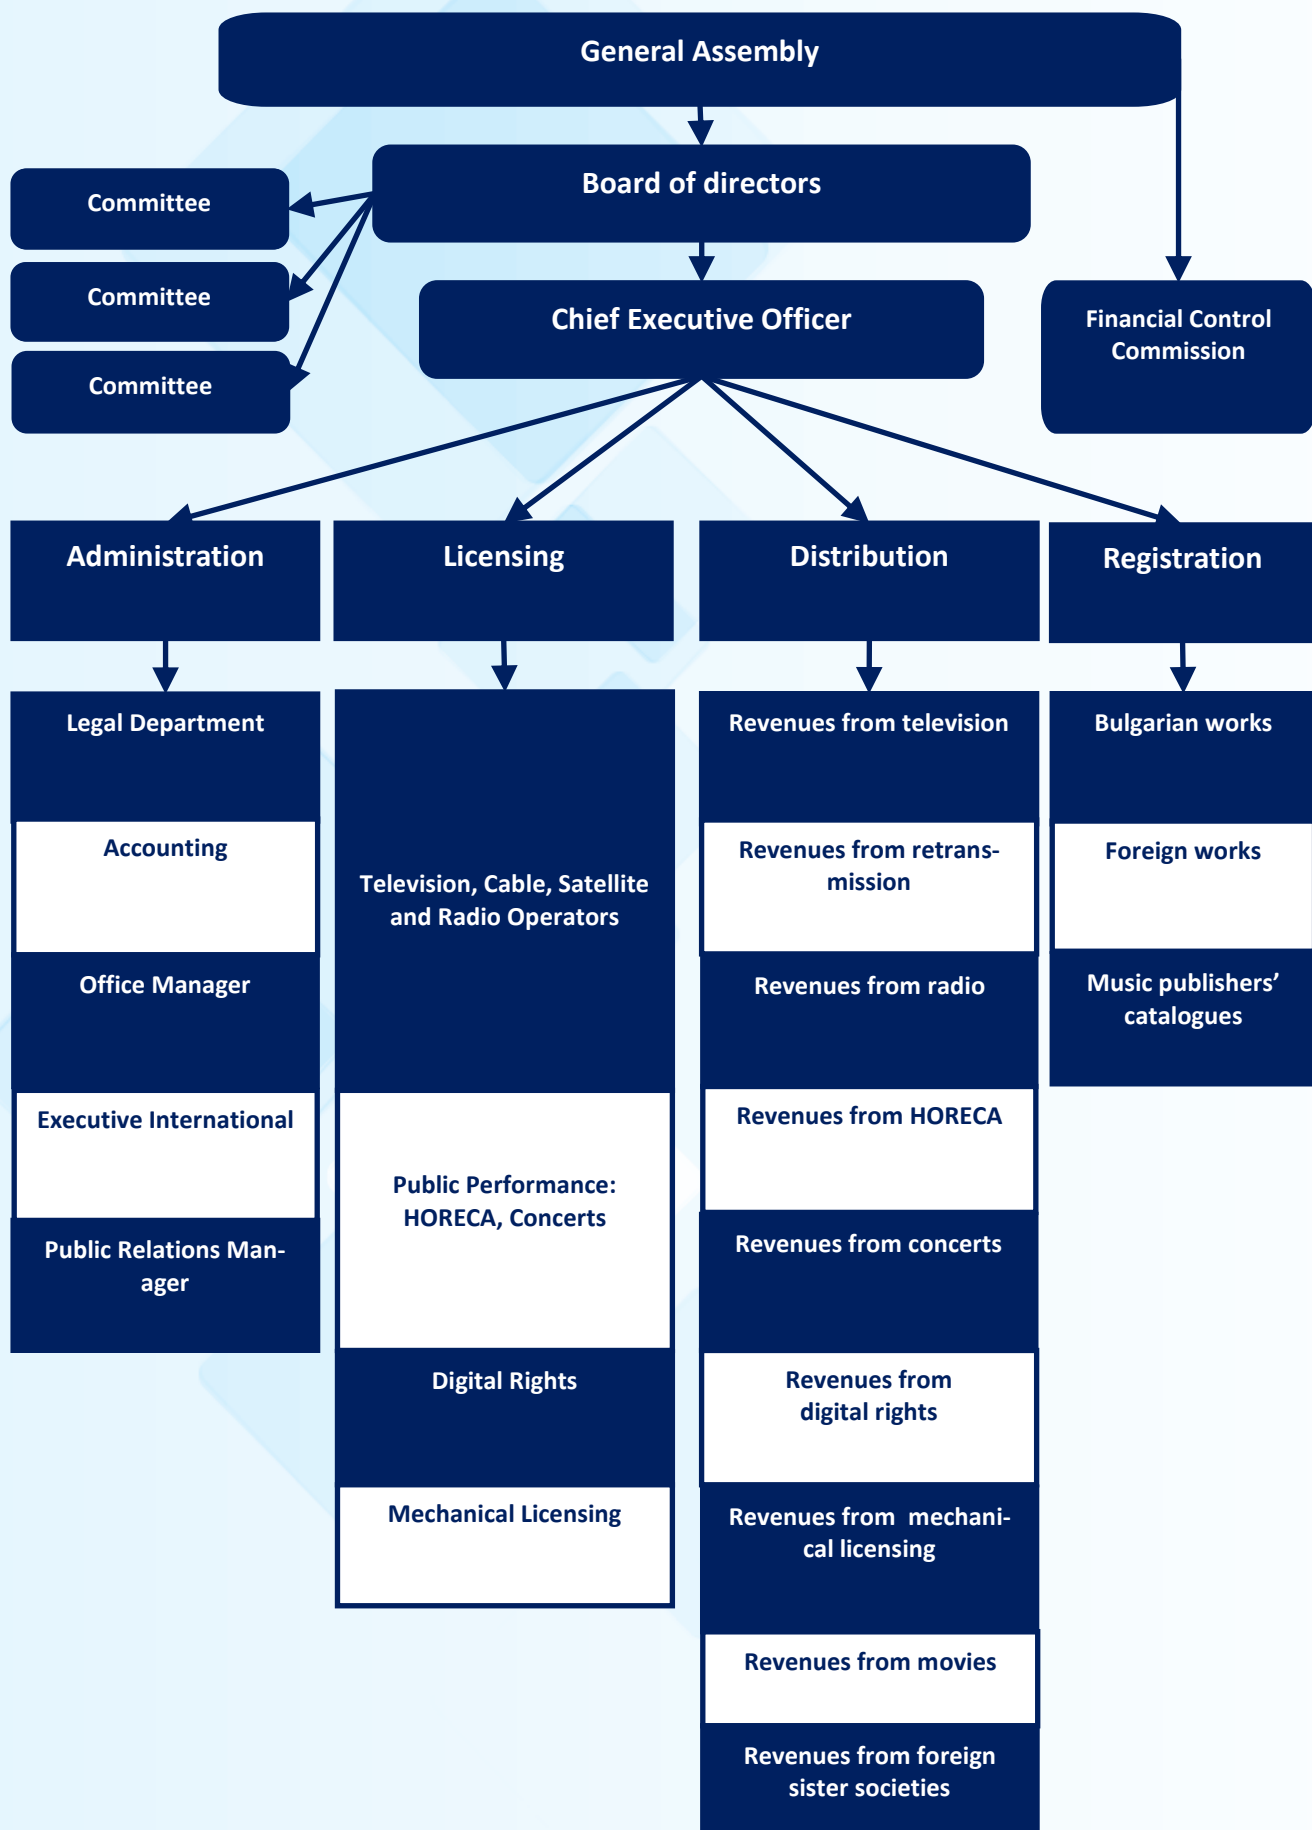 General Assembly
Board of directors
Committee
Committee
Committee
Chief Executive Officer
Financial Control
Commission
Administration
Licensing
Distribution
Registration
Legal Department
Accounting
Office Manager
Executive International
Public Relations Man-
ager
Television, Cable, Satellite
and Radio Operators
Public Performance:
HORECA, Concerts
Digital Rights
Mechanical Licensing
Revenues from television
Revenues from retrans-
mission
Revenues from radio
Revenues from HORECA
Revenues from concerts
Revenues from
digital rights
Revenues from  mechani-
cal licensing
Revenues from movies
Revenues from foreign
sister societies
Bulgarian works
Foreign works
Music publishers’
catalogues